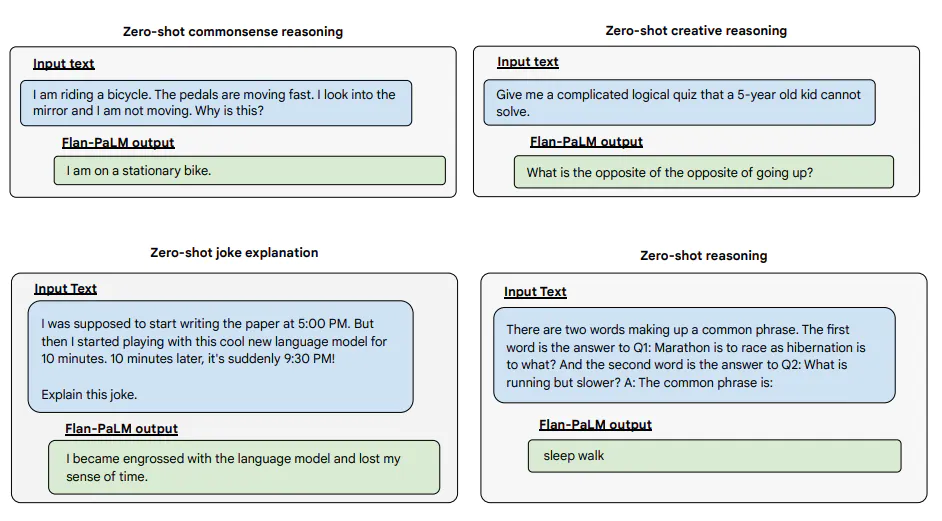 Zero-shot commonsense reasoning
Input text
I am riding a bicycle. The pedals are moving fast. I look into the
mirror and I am not moving. Why is this?
Flan-PaLM output
I am on a stationary bike.
Zero-shot creative reasoning
Input text
Give me a complicated logical quiz that a 5-year old kid cannot
solve.
Flan-PaLM output
What is the opposite of the opposite of going up?
Zero-shot joke explanation
Input Text
I was supposed to start writing the paper at 5:00 PM. But
then I started playing with this cool new language model for
10 minutes. 10 minutes later, it's suddenly 9:30 PM!
Explain this joke.
Flan-PaLM output
I became engrossed with the language model and lost my
sense of time.
Zero-shot reasoning
Input Text
There are two words making up a common phrase. The first
word is the answer to Q1: Marathon is to race as hibernation is
to what? And the second word is the answer to Q2: What is
running but slower? A: The common phrase is:
Flan-PaLM output
sleep walk